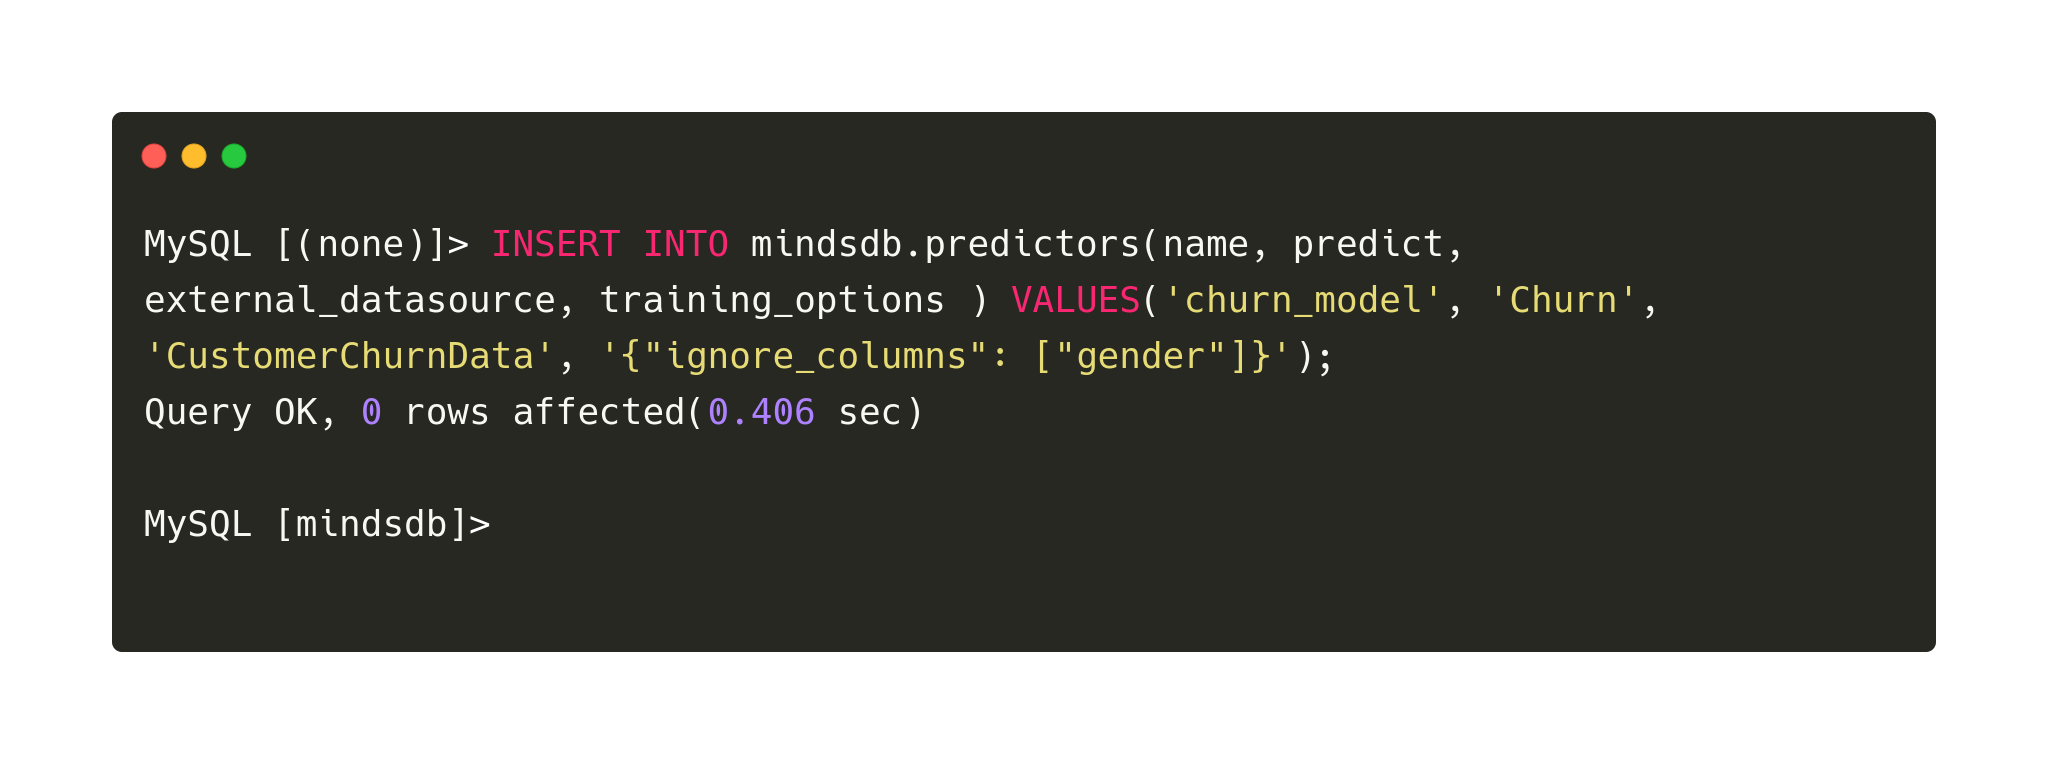 MySQL [(none)]> INSERT INTO mindsdb.predictors(name, predict,
external_datasource, training_options ) VALUES('churn_model', 'Churn',
'CustomerChurnData', '{"ignore_columns": ["gender"]}');
Query OK, 0 rows affected(0.406 sec)
MySQL [mindsdb]>